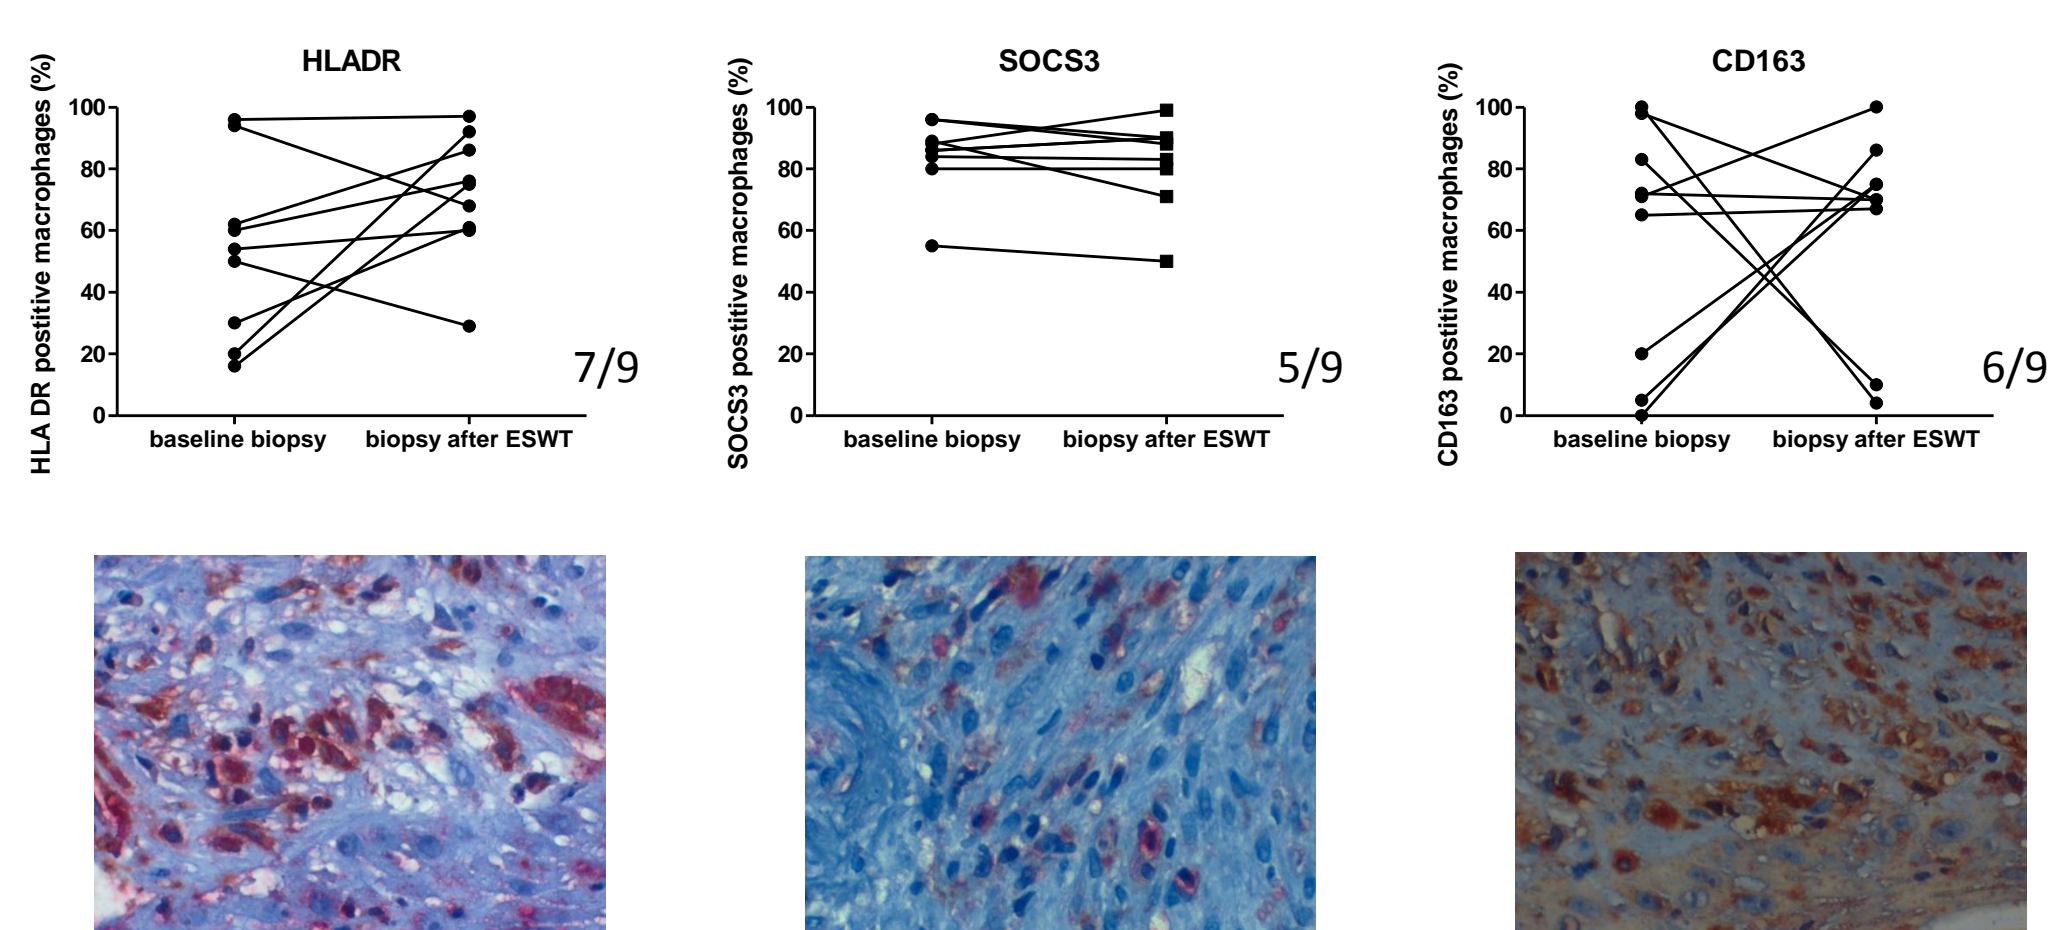 HLADR
HLA DR postitive macrophages (%)
100
80
60
40
20
0
baseline biopsy
biopsy after ESWT
7/9
SOCS3
SOCS3 postitive macrophages (%)
100
80
60
40
20
0
baseline biopsy
biopsy after ESWT
5/9
CD163
CD163 postitive macrophages (%)
100
80
60
40
20
0
baseline biopsy
biopsy after ESWT
6/9